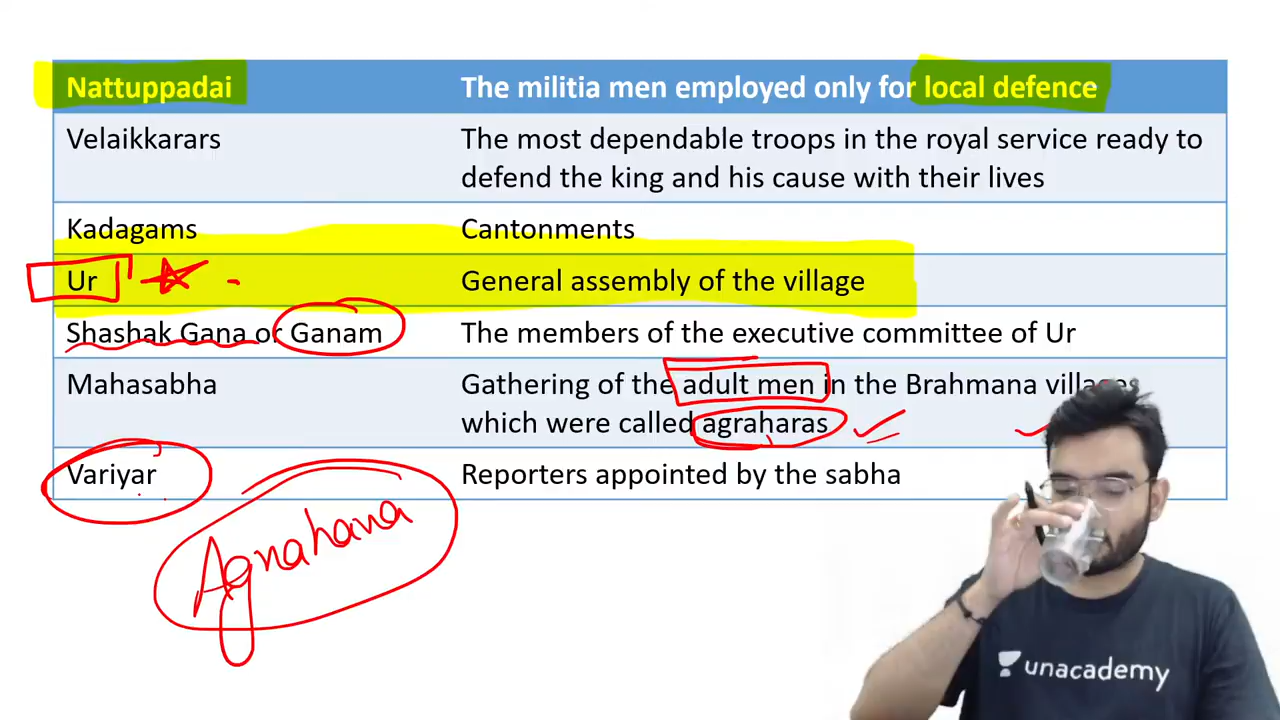 Nattuppadai The militia men employed only for local defence
Velaikkarars The most dependable troops in the royal service ready to
defend the king and his cause with their lives
Kadagams Cantonments
Ur General assembly of the village
Shashak Gana or Ganam The members of the executive committee of Ur
Mahasabha Gathering of the adult men in the Brahmana villages
which were called agraharas
Variyar Reporters appointed by the sabha
Agrahara
unacademy